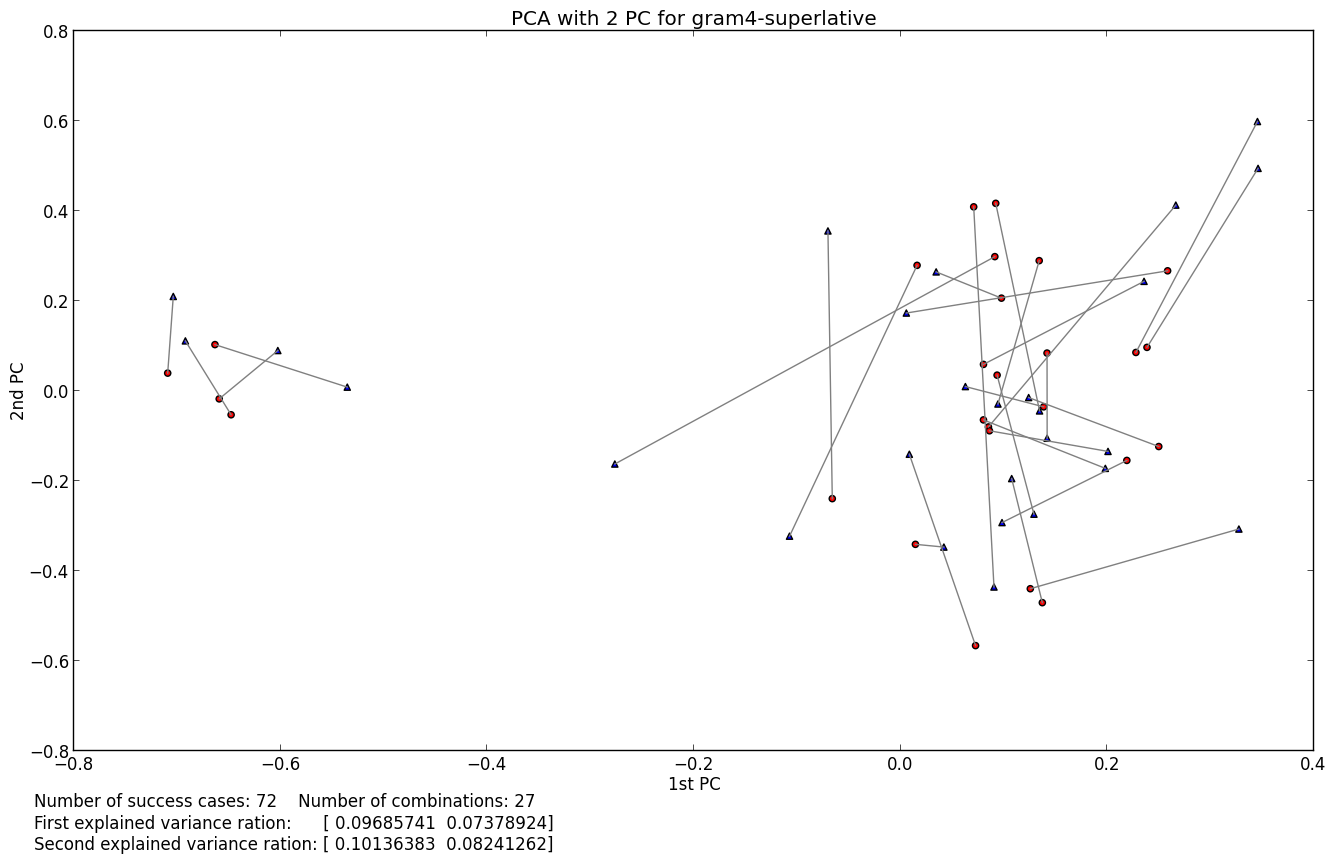 PCA with 2 PC for gram4-superlative
0.8
0.6
0.4
0.2
0.0
−0.2
−0.4
−0.6
−0.8
2nd PC
−0.8 −0.6 −0.4 −0.2 0.0 0.2 0.4
1st PC
Number of success cases: 72    Number of combinations: 27
First explained variance ration:      [ 0.09685741  0.07378924]
Second explained variance ration: [ 0.10136383  0.08241262]